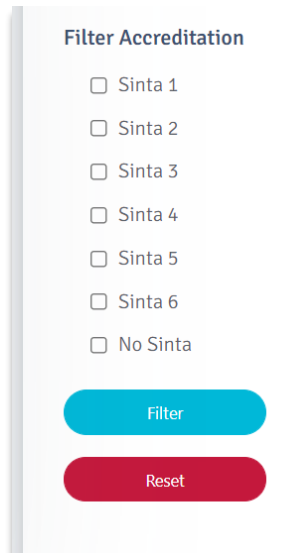 Filter Accreditation
Sinta 1
Sinta 2
Sinta 3
Sinta 4
Sinta 5
Sinta 6
No Sinta
Filter
Reset